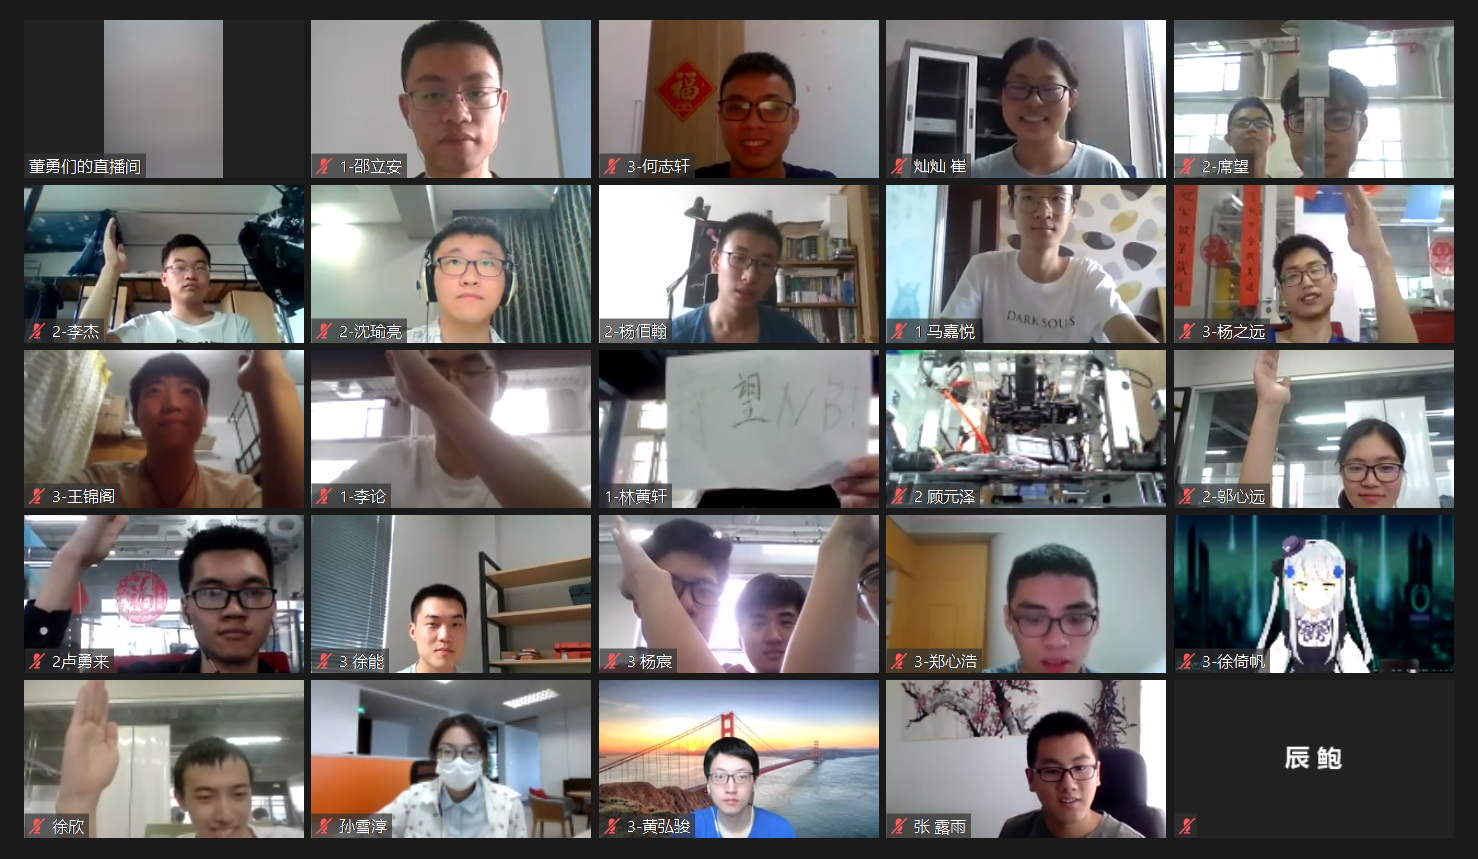 董勇们的直播间
1-邵立安
福
3-何志轩
灿灿 崔
2-席望
2-李杰
2-沈瑜亮
2-杨佰翰
DARK SOULS
1 马嘉悦
3-杨之远
3-王锦阁
1-李论
望NB!
1-林黄轩
2 顾元泽
2-邬心远
2卢勇来
3 徐能
3 杨宸
3-郑心浩
3-徐倚帆
徐欣
孙雪淳
3-黄弘骏
张 露雨
辰 鲍